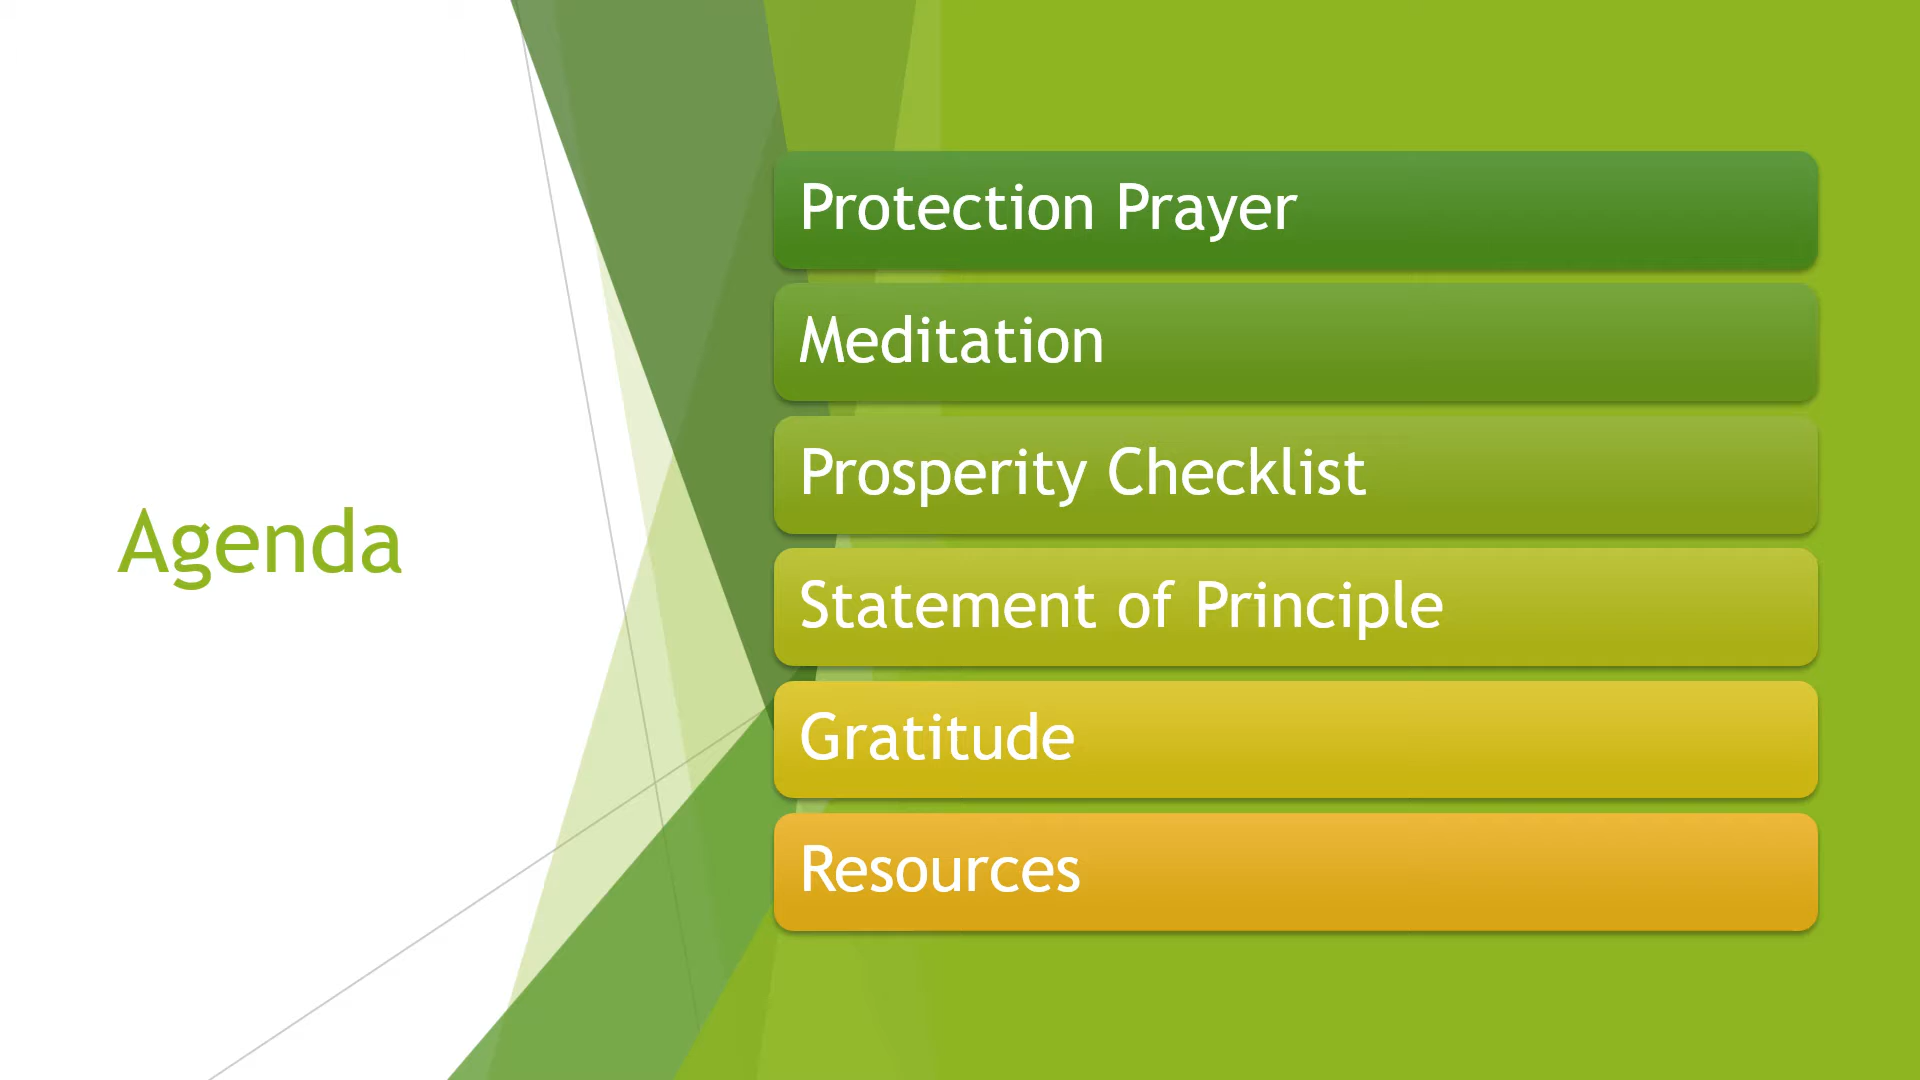 Agenda
Protection Prayer
Meditation
Prosperity Checklist
Statement of Principle
Gratitude
Resources